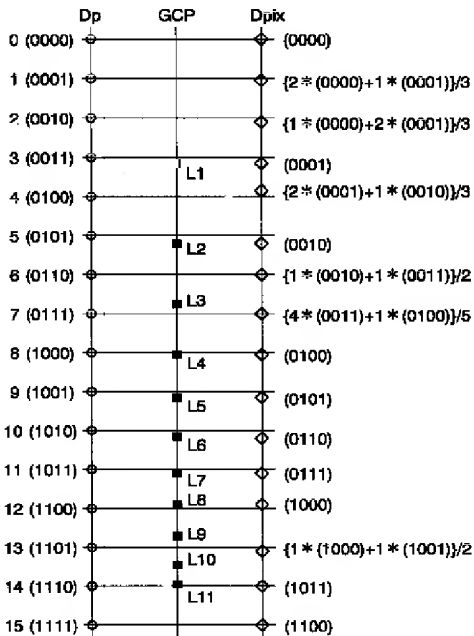 Dp GCP Dpix
0 (0000) {0000}
1 (0001) {2*(0000)+1*(0001)}/3
2 (0010) {1*(0000)+2*(0001)}/3
3 (0011) L1 (0001)
4 (0100) {2*(0001)+1*(0010)}/3
5 (0101) L2 (0010)
6 (0110) {1*(0010)+1*(0011)}/2
L3
7 (0111) {4*(0011)+1*(0100)}/5
8 (1000) L4 (0100)
9 (1001) L5 (0101)
10 (1010) L6 (0110)
11 (1011) L7 (0111)
12 (1100) L8 (1000)
L9
13 (1101) L10 {1*{1000)+1*(1001)}/2
14 (1110) L11 (1011)
15 (1111) (1100)